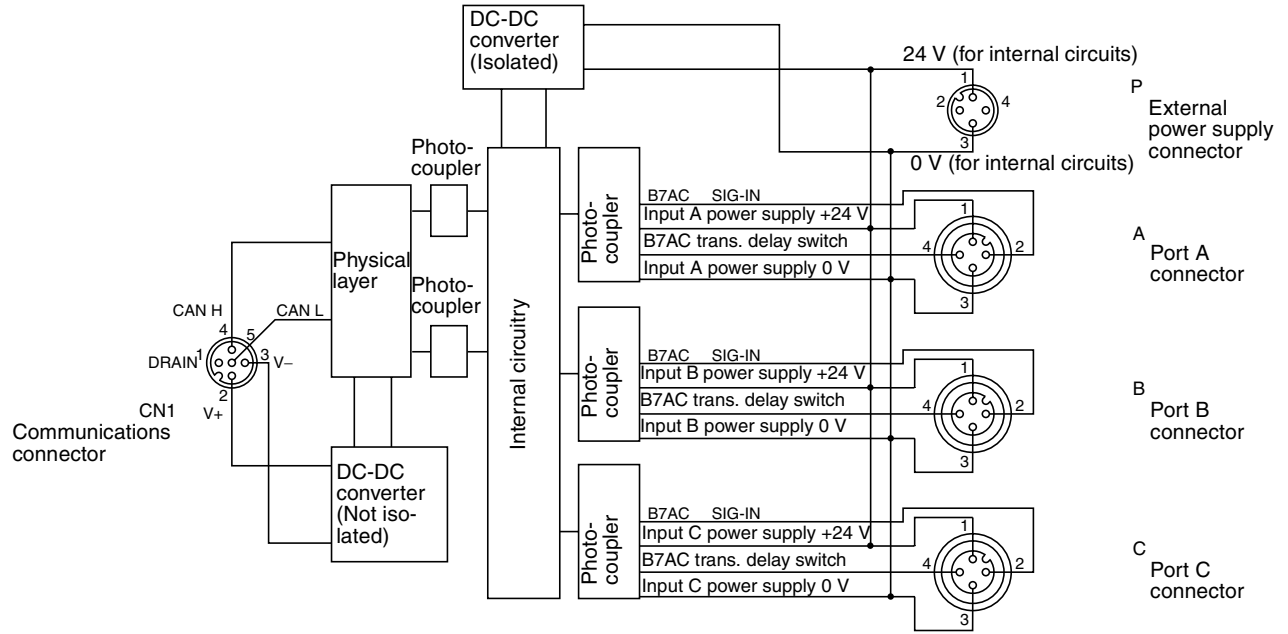 DC-DC
converter
(Isolated)
24 V (for internal circuits)
1
2
4
3
0 V (for internal circuits)
P
External
power supply
connector
Photo-
coupler
Photo-
coupler
Physical
layer
Internal circuitry
CAN H
CAN L
4
5
DRAIN
1
3
V–
2
CN1
V+
Communications
connector
DC-DC
converter
(Not iso-
lated)
Photo-
coupler
B7AC SIG-IN
Input A power supply +24 V
B7AC trans. delay switch
Input A power supply 0 V
1
4
2
3
A
Port A
connector
Photo-
coupler
B7AC SIG-IN
Input B power supply +24 V
B7AC trans. delay switch
Input B power supply 0 V
1
4
2
3
B
Port B
connector
Photo-
coupler
B7AC SIG-IN
Input C power supply +24 V
B7AC trans. delay switch
Input C power supply 0 V
1
4
2
3
C
Port C
connector